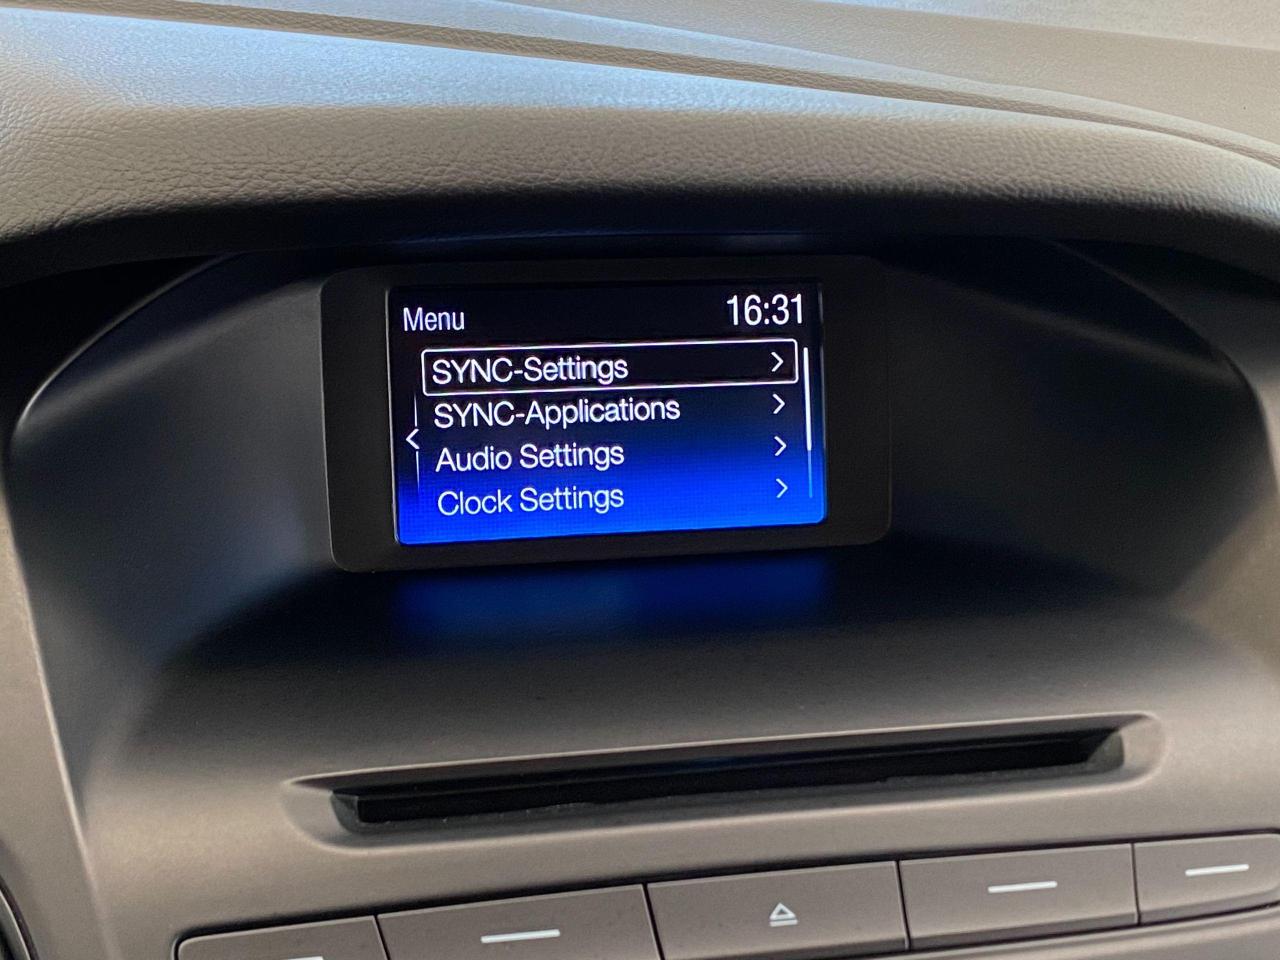 Menu 16:31
SYNC-Settings
SYNC-Applications
Audio Settings
Clock Settings